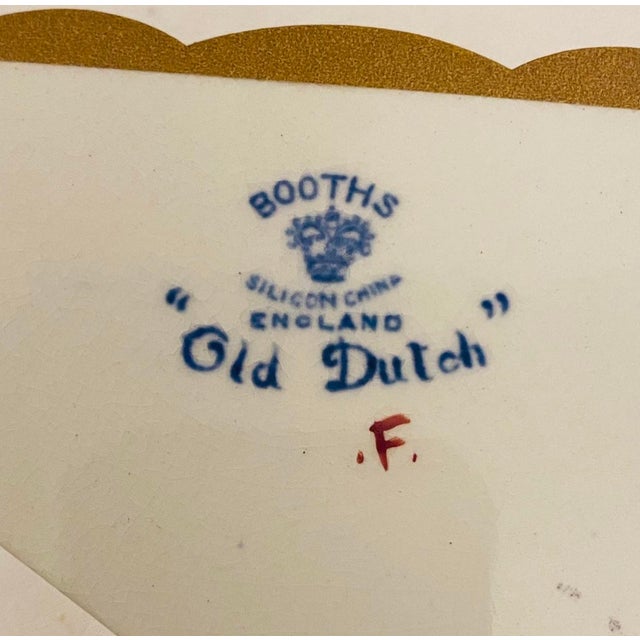 BOOTHS
SILICON CHINA
ENGLAND
"Old Dutch"
.F.